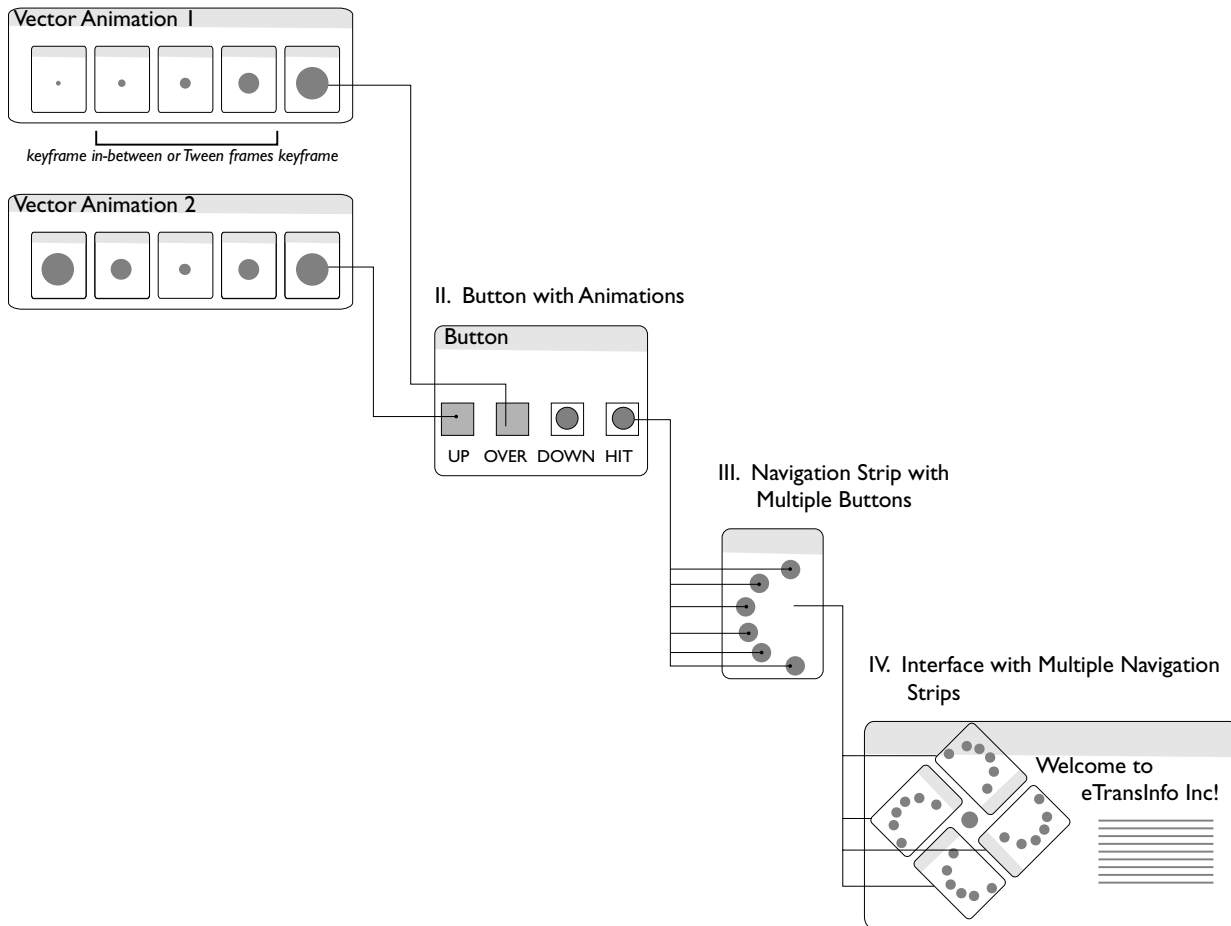 Vector Animation 1
keyframe in-between or Tween frames keyframe
Vector Animation 2
II. Button with Animations
Button
UP OVER DOWN HIT
III. Navigation Strip with
Multiple Buttons
IV. Interface with Multiple Navigation
Strips
Welcome to
eTransInfo Inc!